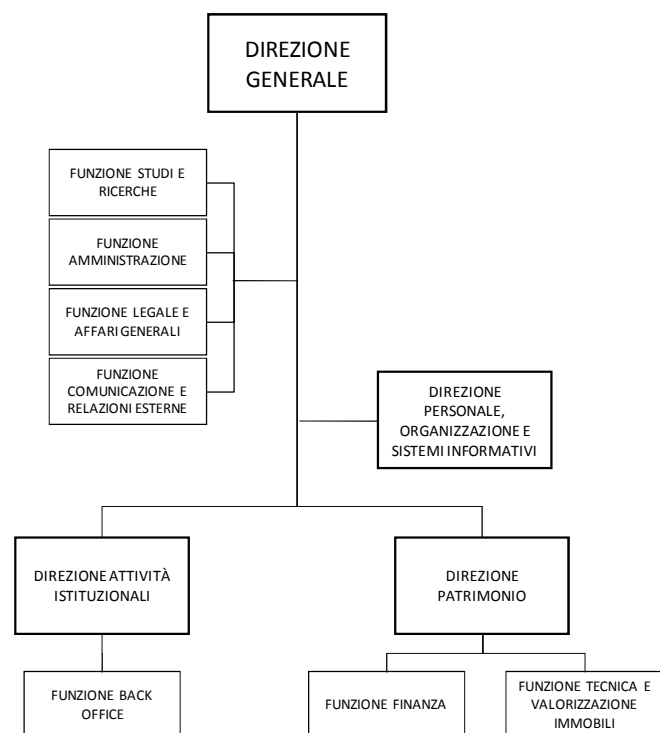 DIREZIONE
GENERALE
FUNZIONE STUDI E
RICERCHE
FUNZIONE
AMMINISTRAZIONE
FUNZIONE LEGALE E
AFFARI GENERALI
FUNZIONE
COMUNICAZIONE E
RELAZIONI ESTERNE
DIREZIONE
PERSONALE,
ORGANIZZAZIONE E
SISTEMI INFORMATIVI
DIREZIONE ATTIVITÀ
ISTITUZIONALI
DIREZIONE
PATRIMONIO
FUNZIONE BACK
OFFICE
FUNZIONE FINANZA
FUNZIONE TECNICA E
VALORIZZAZIONE
IMMOBILI